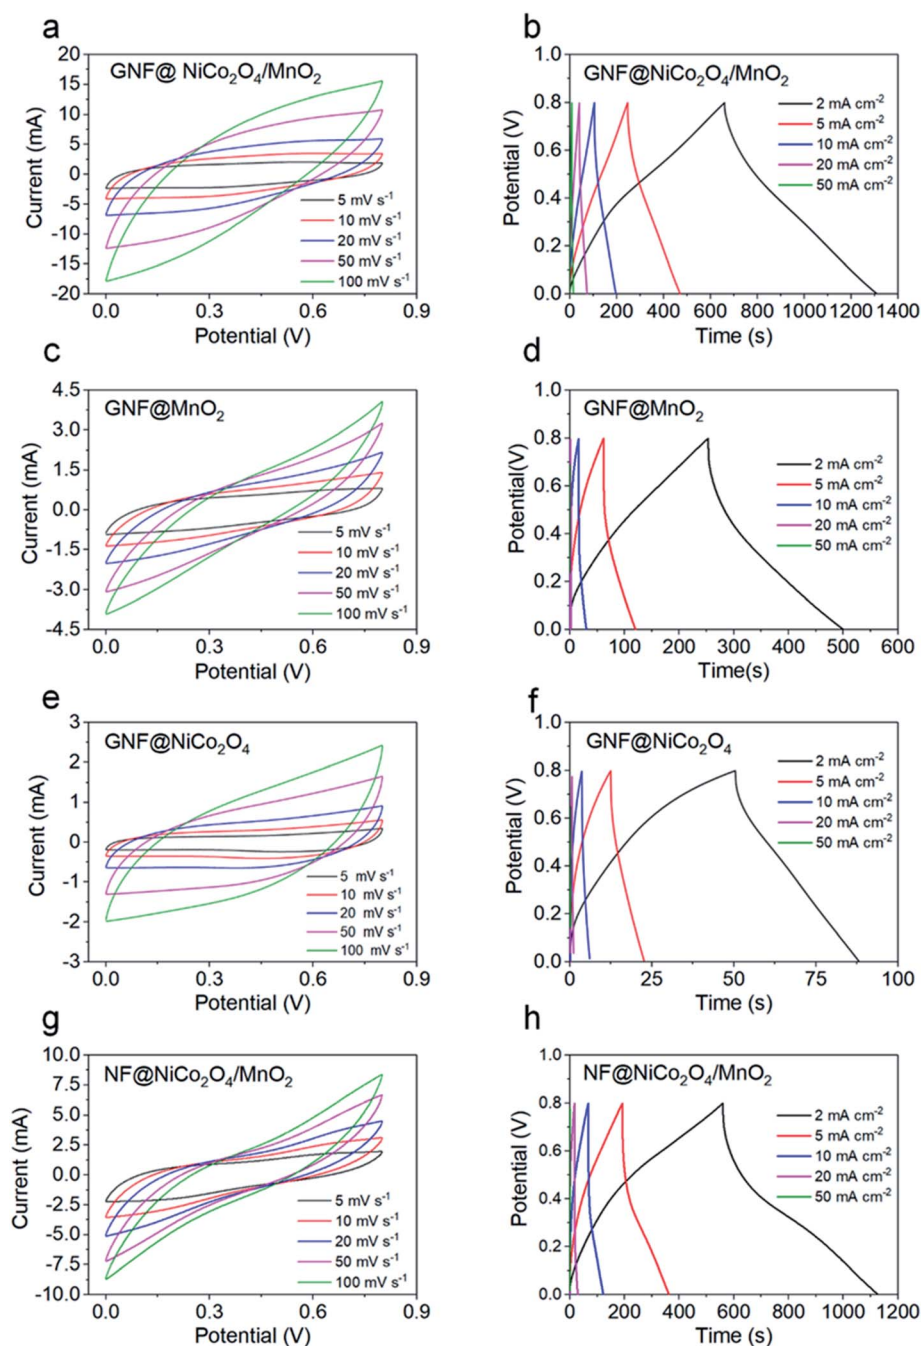 a
GNF@ NiCo₂O₄/MnO₂
Current (mA)
20
15
10
5
0
-5
-10
-15
-20
5 mV s⁻¹
10 mV s⁻¹
20 mV s⁻¹
50 mV s⁻¹
100 mV s⁻¹
0.0 0.3 0.6 0.9
Potential (V)
b
GNF@NiCo₂O₄/MnO₂
Potential (V)
1.0
0.8
0.6
0.4
0.2
0.0
2 mA cm⁻²
5 mA cm⁻²
10 mA cm⁻²
20 mA cm⁻²
50 mA cm⁻²
0 200 400 600 800 1000 1200 1400
Time (s)
c
GNF@MnO₂
Current (mA)
4.5
3.0
1.5
0.0
-1.5
-3.0
-4.5
5 mV s⁻¹
10 mV s⁻¹
20 mV s⁻¹
50 mV s⁻¹
100 mV s⁻¹
0.0 0.3 0.6 0.9
Potential (V)
d
GNF@MnO₂
Potential(V)
1.0
0.8
0.6
0.4
0.2
0.0
2 mA cm⁻²
5 mA cm⁻²
10 mA cm⁻²
20 mA cm⁻²
50 mA cm⁻²
0 100 200 300 400 500 600
Time(s)
e
GNF@NiCo₂O₄
Current (mA)
3
2
1
0
-1
-2
-3
5 mV s⁻¹
10 mV s⁻¹
20 mV s⁻¹
50 mV s⁻¹
100 mV s⁻¹
0.0 0.3 0.6 0.9
Potential (V)
f
GNF@NiCo₂O₄
Potential (V)
1.0
0.8
0.6
0.4
0.2
0.0
2 mA cm⁻²
5 mA cm⁻²
10 mA cm⁻²
20 mA cm⁻²
50 mA cm⁻²
0 25 50 75 100
Time (s)
g
NF@NiCo₂O₄/MnO₂
Current (mA)
10.0
7.5
5.0
2.5
0.0
-2.5
-5.0
-7.5
-10.0
5 mV s⁻¹
10 mV s⁻¹
20 mV s⁻¹
50 mV s⁻¹
100 mV s⁻¹
0.0 0.3 0.6 0.9
Potential (V)
h
NF@NiCo₂O₄/MnO₂
Potential (V)
1.0
0.8
0.6
0.4
0.2
0.0
2 mA cm⁻²
5 mA cm⁻²
10 mA cm⁻²
20 mA cm⁻²
50 mA cm⁻²
0 200 400 600 800 1000 1200
Time (s)